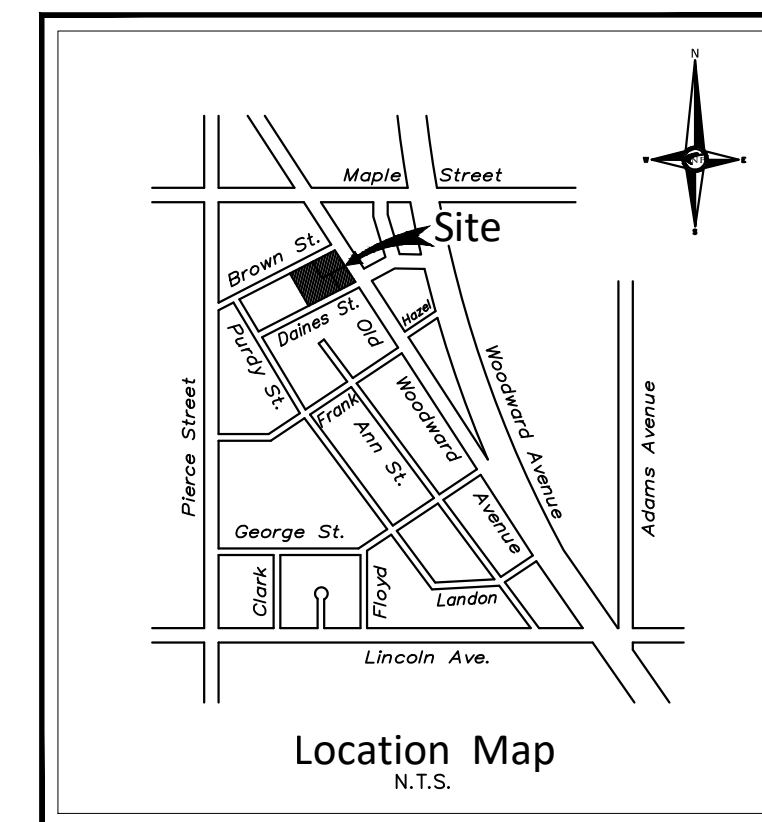 N
W
E
S
Maple Street
Site
Brown St.
Daines St.
Old
Hazel
Purdy St.
Woodward
Woodward Avenue
Frank
Ann St.
Pierce Street
Adams Avenue
Avenue
George St.
Clark
Floyd
Landon
Lincoln Ave.
Location Map
N.T.S.